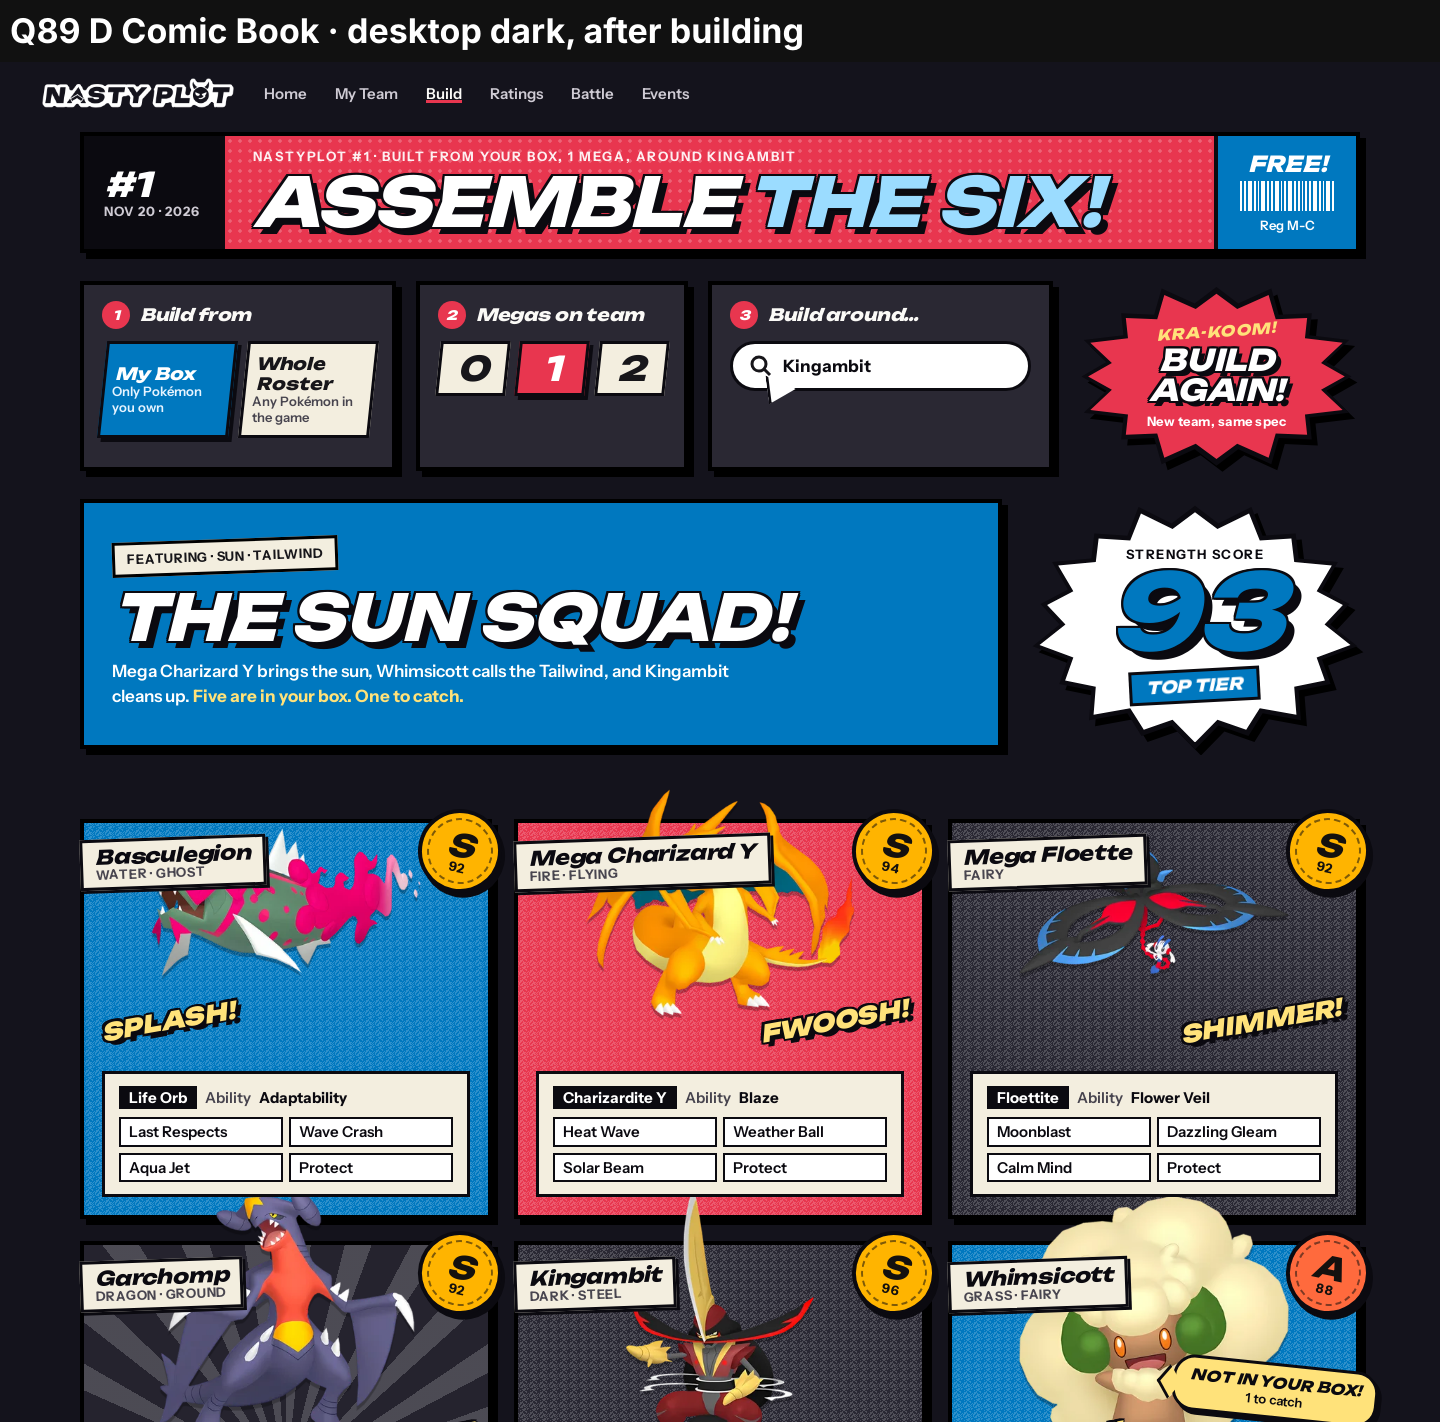 Q89 D Comic Book · desktop dark, after building
NASTY PLOT
Home
My Team
Build
Ratings
Battle
Events
#1
NOV 20 · 2026
NASTYPLOT #1 · BUILT FROM YOUR BOX, 1 MEGA, AROUND KINGAMBIT
ASSEMBLE THE SIX!
FREE!
Reg M-C
1 Build from
My Box
Only Pokémon
you own
Whole
Roster
Any Pokémon in
the game
2 Megas on team
0 1 2
3 Build around...
Kingambit
KRA-KOOM!
BUILD
AGAIN!
New team, same spec
FEATURING · SUN · TAILWIND
THE SUN SQUAD!
Mega Charizard Y brings the sun, Whimsicott calls the Tailwind, and Kingambit
cleans up. Five are in your box. One to catch.
STRENGTH SCORE
93
TOP TIER
Basculegion
WATER · GHOST
S
92
SPLASH!
Life Orb Ability Adaptability
Last Respects Wave Crash
Aqua Jet Protect
Mega Charizard Y
FIRE · FLYING
S
94
FWOOSH!
Charizardite Y Ability Blaze
Heat Wave Weather Ball
Solar Beam Protect
Mega Floette
FAIRY
S
92
SHIMMER!
Floettite Ability Flower Veil
Moonblast Dazzling Gleam
Calm Mind Protect
Garchomp
DRAGON · GROUND
S
92
Kingambit
DARK · STEEL
S
96
Whimsicott
GRASS · FAIRY
A
88
NOT IN YOUR BOX!
1 to catch